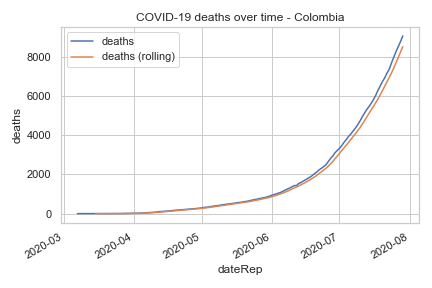 COVID-19 deaths over time - Colombia
deaths
deaths (rolling)
8000
6000
4000
2000
0
deaths
2020-03
2020-04
2020-05
2020-06
2020-07
2020-08
dateRep